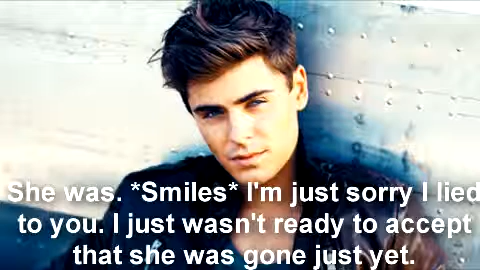 She was. *Smiles* I'm just sorry I lied
to you. I just wasn't ready to accept
that she was gone just yet.